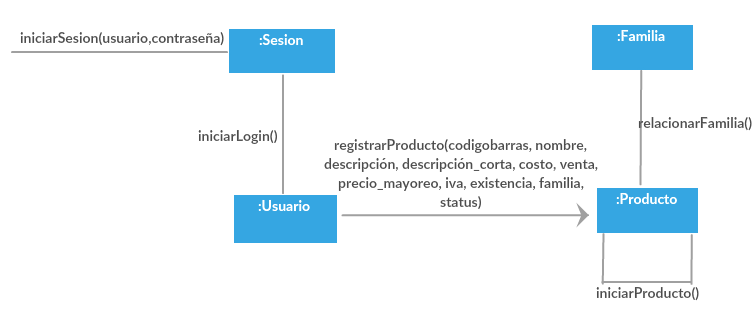 iniciarSesion(usuario,contraseña)
:Sesion
:Familia
iniciarLogin()
relacionarFamilia()
registrarProducto(codigobarras, nombre,
descripción, descripción_corta, costo, venta,
precio_mayoreo, iva, existencia, familia,
status)
:Usuario
:Producto
iniciarProducto()